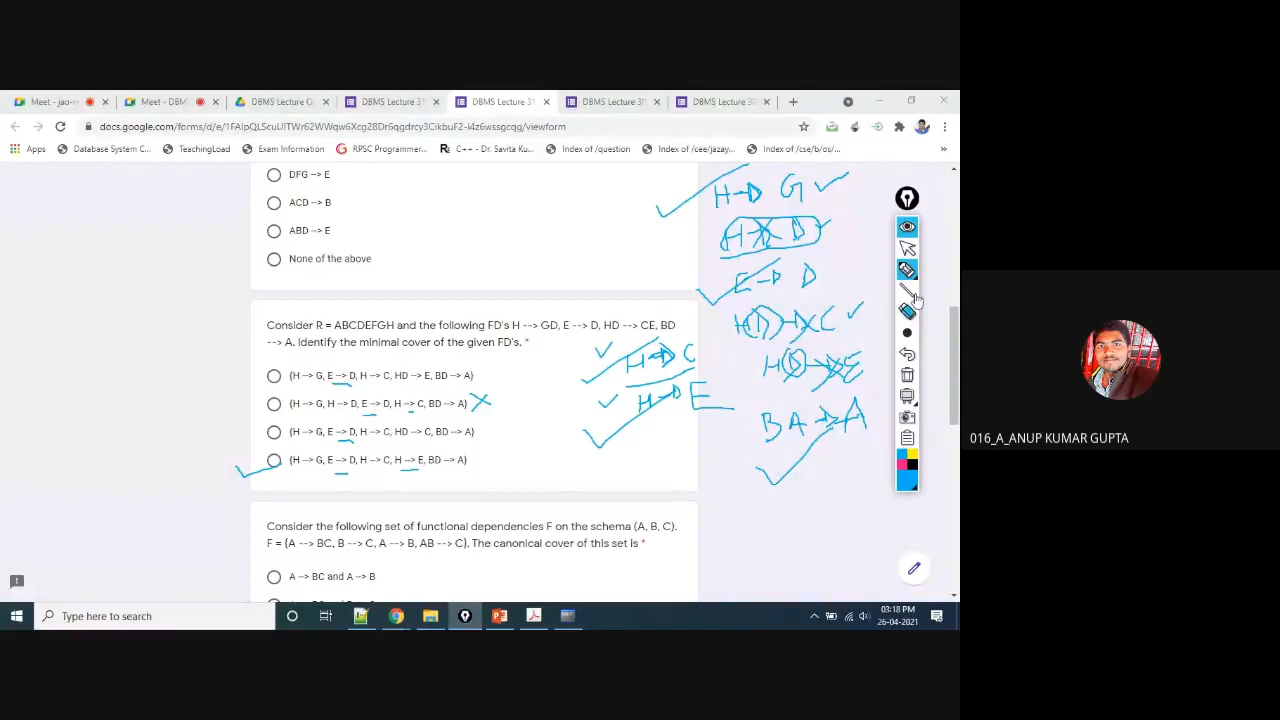 Meet - jao-m
Meet - DBM
DBMS Lecture Q
DBMS Lecture 31
DBMS Lecture 31
DBMS Lecture 30
DBMS Lecture 30
docs.google.com/forms/d/e/1FAIpQLScuUITWr62WWqw6Xcg28Dr6qgdrcy3CikbuF2-i4z6wssgcqg/viewform
Apps
Database System C...
TeachingLoad
Exam Information
RPSC Programmer...
C++ - Dr. Savita Ku...
Index of /question
Index of /cee/jazay...
Index of /cse/b/os/...
DFG --> E
ACD --> B
ABD --> E
None of the above
Consider R = ABCDEFGH and the following FD's H --> GD, E --> D, HD --> CE, BD
--> A. Identify the minimal cover of the given FD's. *
{H --> G, E --> D, H --> C, HD --> E, BD --> A}
{H --> G, H --> D, E --> D, H --> C, BD --> A}
{H --> G, E --> D, H --> C, HD --> C, BD --> A}
{H --> G, E --> D, H --> C, H --> E, BD --> A}
H → G
H → D
E → D
HD → C
HD → E
BA → A
H → C
H → E
Consider the following set of functional dependencies F on the schema (A, B, C).
F = {A --> BC, B --> C, A --> B, AB --> C}. The canonical cover of this set is *
A --> BC and A --> B
016_A_ANUP KUMAR GUPTA
Type here to search
03:18 PM
26-04-2021